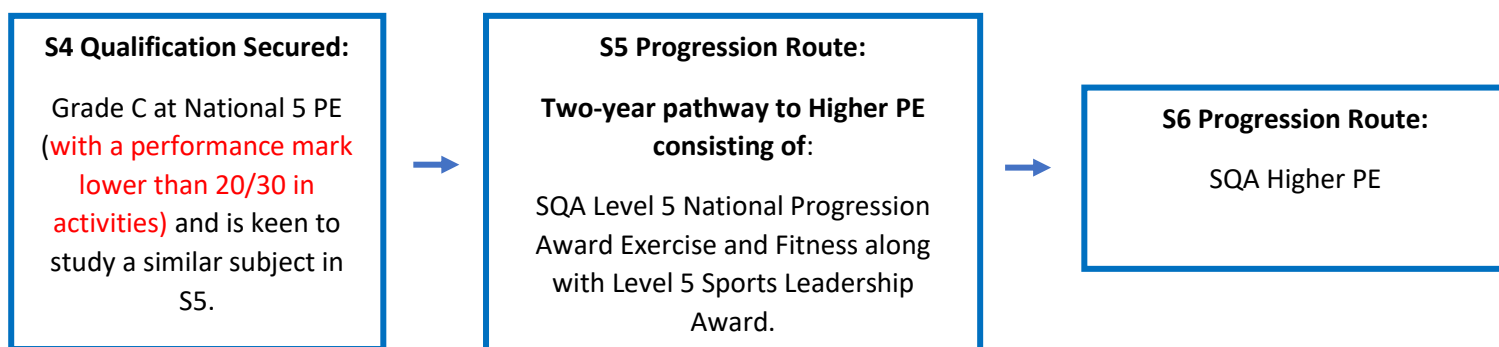 S4 Qualification Secured:
Grade C at National 5 PE
(with a performance mark
lower than 20/30 in
activities) and is keen to
study a similar subject in
S5.
S5 Progression Route:
Two-year pathway to Higher PE
consisting of:
SQA Level 5 National Progression
Award Exercise and Fitness along
with Level 5 Sports Leadership
Award.
S6 Progression Route:
SQA Higher PE